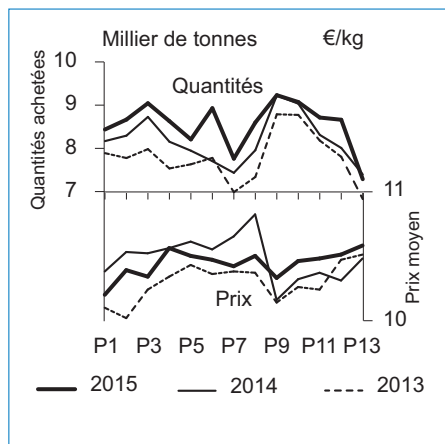 Millier de tonnes €/kg
10
Quantités
9
8
7
11
Prix
10
P1 P3 P5 P7 P9 P11 P13
Quantités achetées
Prix moyen
2015 2014 2013